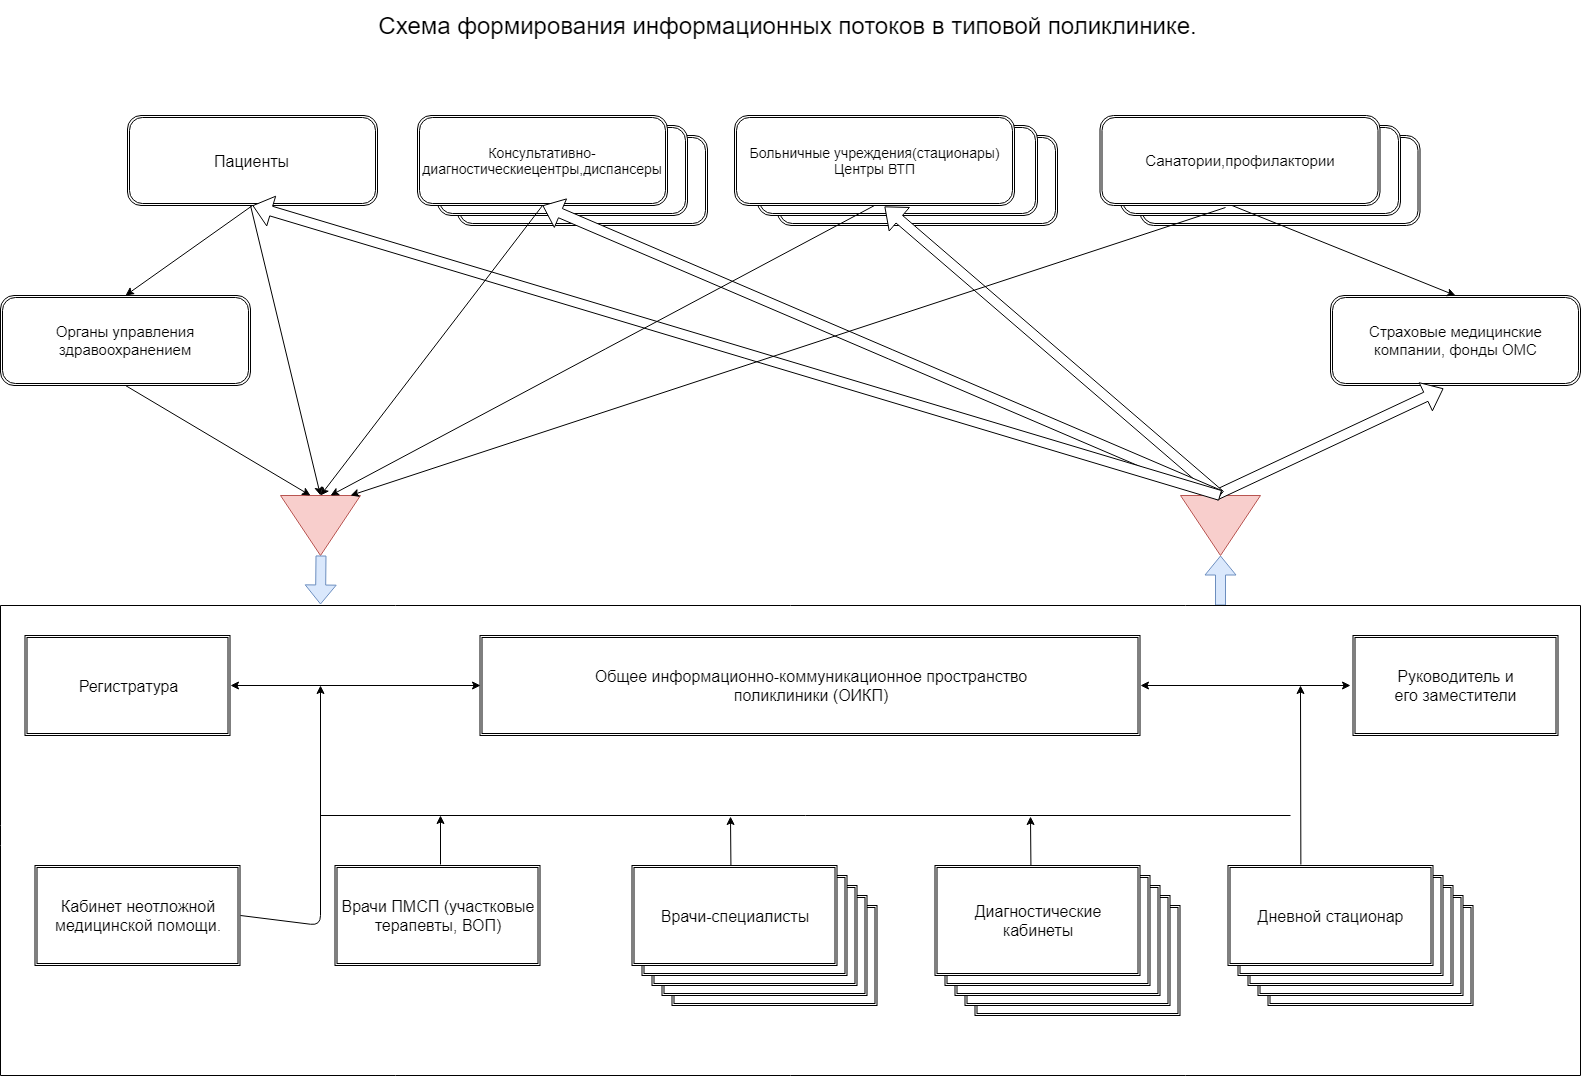 Схема формирования информационных потоков в типовой поликлинике.
Пациенты
Консультативно-
диагностическиецентры,диспансеры
Больничные учреждения(стационары)
Центры ВТП
Санатории,профилактории
Органы управления
здравоохранением
Страховые медицинские
компании, фонды ОМС
Регистратура
Общее информационно-коммуникационное пространство
поликлиники (ОИКП)
Руководитель и
его заместители
Кабинет неотложной
медицинской помощи.
Врачи ПМСП (участковые
терапевты, ВОП)
Врачи-специалисты
Диагностические
кабинеты
Дневной стационар